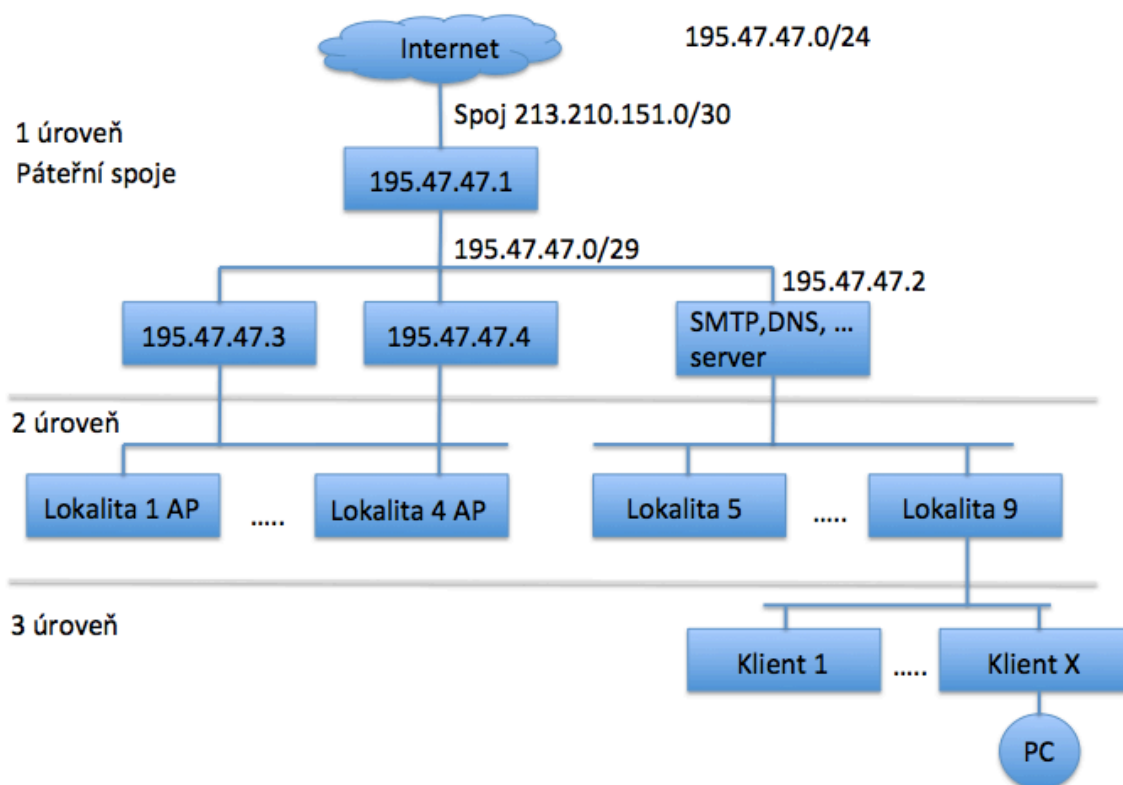 Internet
195.47.47.0/24
Spoj 213.210.151.0/30
1 úroveň
Páteřní spoje
195.47.47.1
195.47.47.0/29
195.47.47.2
195.47.47.3
195.47.47.4
SMTP,DNS, ...
server
2 úroveň
Lokalita 1 AP
.....
Lokalita 4 AP
Lokalita 5
.....
Lokalita 9
3 úroveň
Klient 1
.....
Klient X
PC